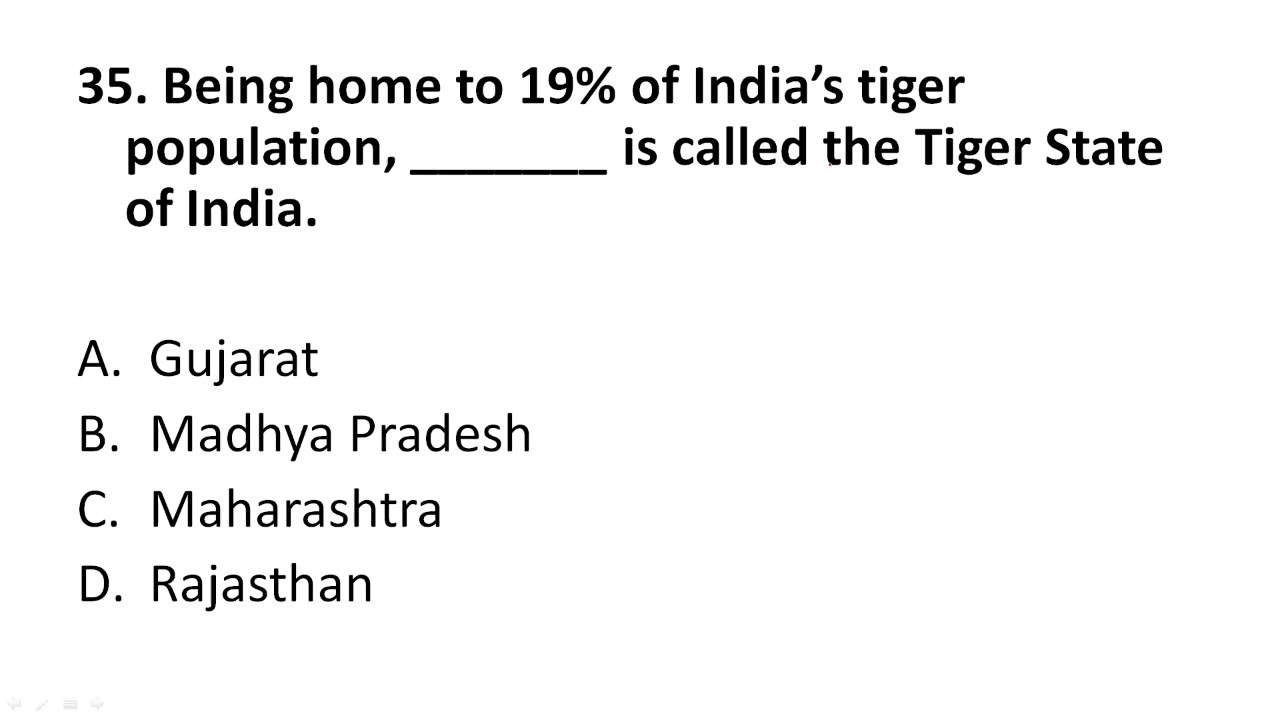 35. Being home to 19% of India’s tiger
population, _______ is called the Tiger State
of India.
A. Gujarat
B. Madhya Pradesh
C. Maharashtra
D. Rajasthan